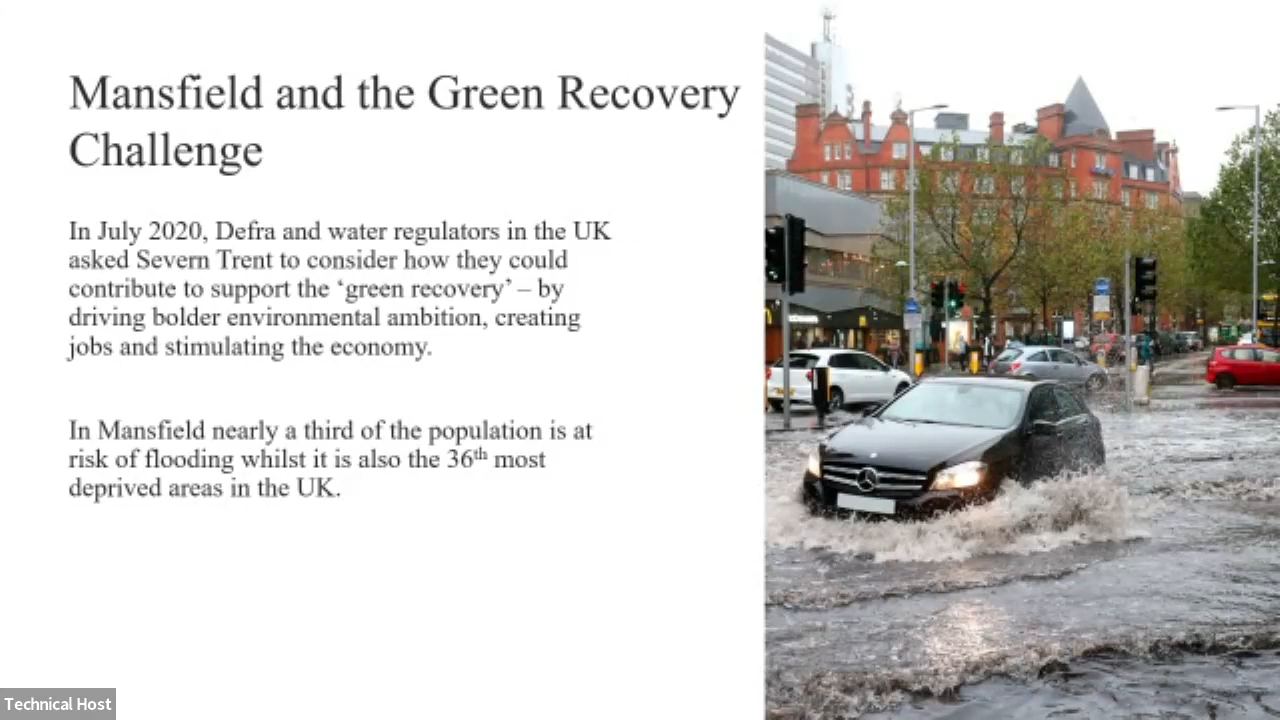 Mansfield and the Green Recovery
Challenge
In July 2020, Defra and water regulators in the UK
asked Severn Trent to consider how they could
contribute to support the ‘green recovery’ – by
driving bolder environmental ambition, creating
jobs and stimulating the economy.
In Mansfield nearly a third of the population is at
risk of flooding whilst it is also the 36th most
deprived areas in the UK.
Technical Host